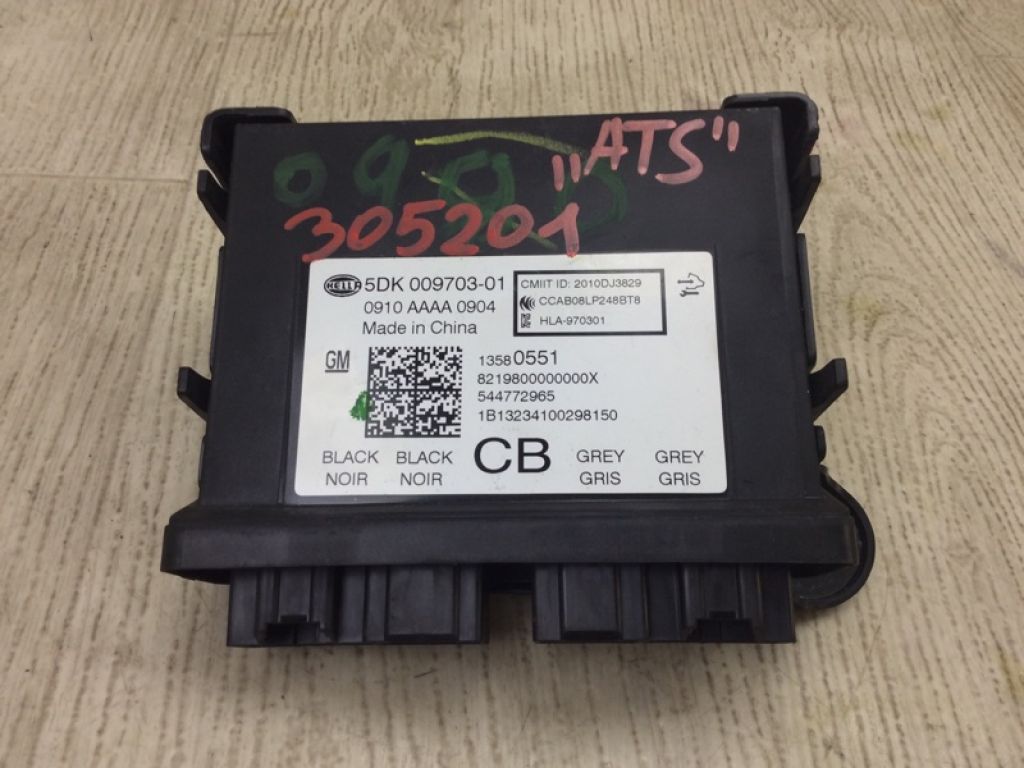 "ATS"
305201
HELLA 5DK 009703-01
0910 AAAA 0904
Made in China
CMIIT ID: 2010DJ3829
CCAB08LP248BT8
HLA-970301
GM
13580551
8219800000000X
544772965
1B13234100298150
BLACK BLACK CB GREY GREY
NOIR NOIR GRIS GRIS